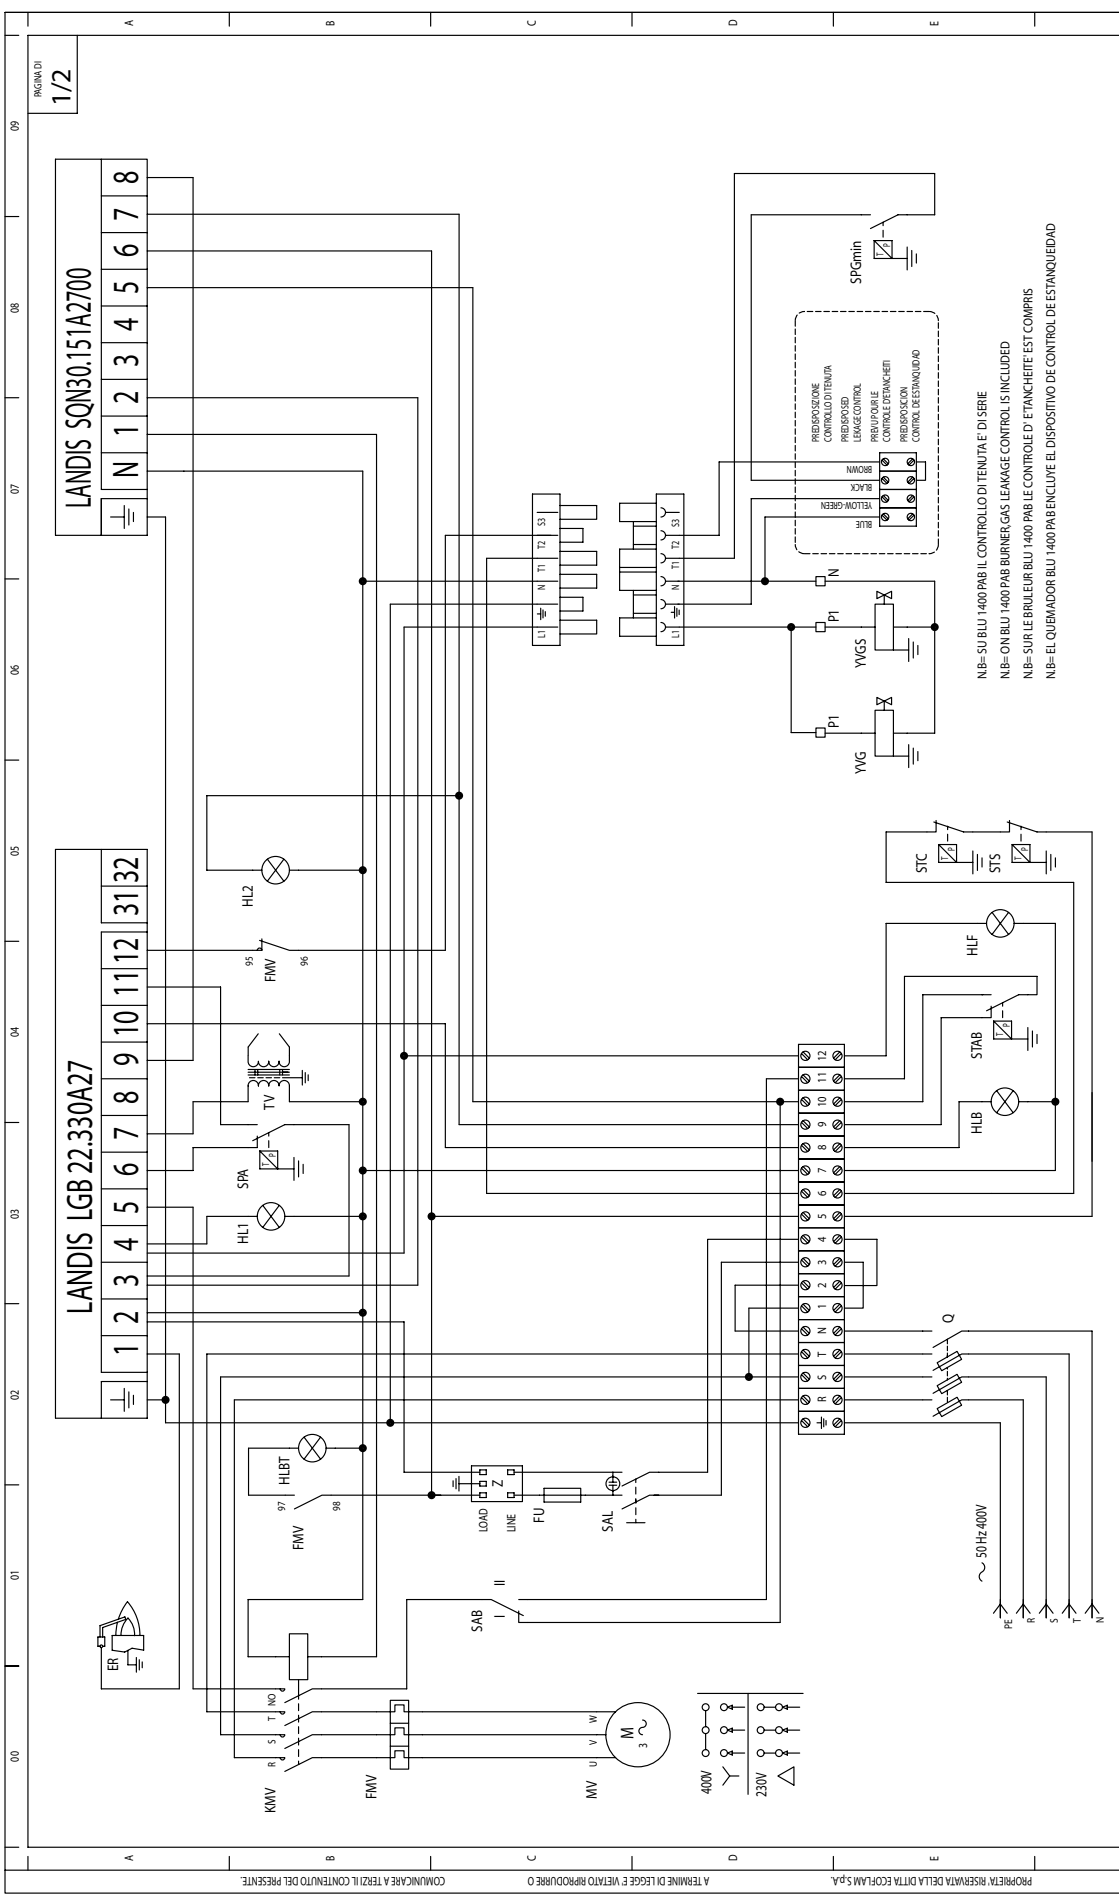 PAGINA DI
1/2
00 01 02 03 04 05 06 07 08 09
A
B
C
D
E
LANDIS LGB 22.330A27
1 2 3 4 5 6 7 8 9 10 11 12 31 32
LANDIS SQN30.151A2700
N 1 2 3 4 5 6 7 8
ER
KMV
R S T NO
FMV
MV
U V W
M
3
400V
230V
FMV
97
98
HLBT
HL1
SPA
T P
TV
FMV
95
96
HL2
SAB
I II
LOAD
LINE
Z
FU
SAL
L1 N T1 T2 S3
L1 N T1 T2 S3
R S T N 1 2 3 4 5 6 7 8 9 10 11 12
Q
50 Hz 400V
PE
R
S
T
N
HLB
STAB
T P
HLF
STC
T P
STS
T P
YVG
P1
YVGS
P1
N
BLUE
YELLOW-GREEN
BLACK
BROWN
PREDISPOSIZIONE
CONTROLLO DI TENUTA
PREDISPOSED
LEKAGE CONTROL
PREVU POUR LE
CONTROLE D'ETANCHEITI
PREDISPOSICION
CONTROL DE ESTANQUIDAD
SPGmin
T P
N.B= SU BLU 1400 PAB IL CONTROLLO DI TENUTA E' DI SERIE
N.B= ON BLU 1400 PAB BURNER,GAS LEAKAGE CONTROL IS INCLUDED
N.B= SUR LE BRULEUR BLU 1400 PAB LE CONTROLE D' E'TANCHEITE' EST COMPRIS
N.B= EL QUEMADOR BLU 1400 PAB ENCLUYE EL DISPOSITIVO DE CONTROL DE ESTANQUEIDAD
A
B
C
D
E
PROPRIETA' RISERVATA DELLA DITTA ECOFLAM S.p.A.
A TERMINE DI LEGGE E' VIETATO RIPRODURRE O
COMUNICARE A TERZI IL CONTENUTO DEL PRESENTE.